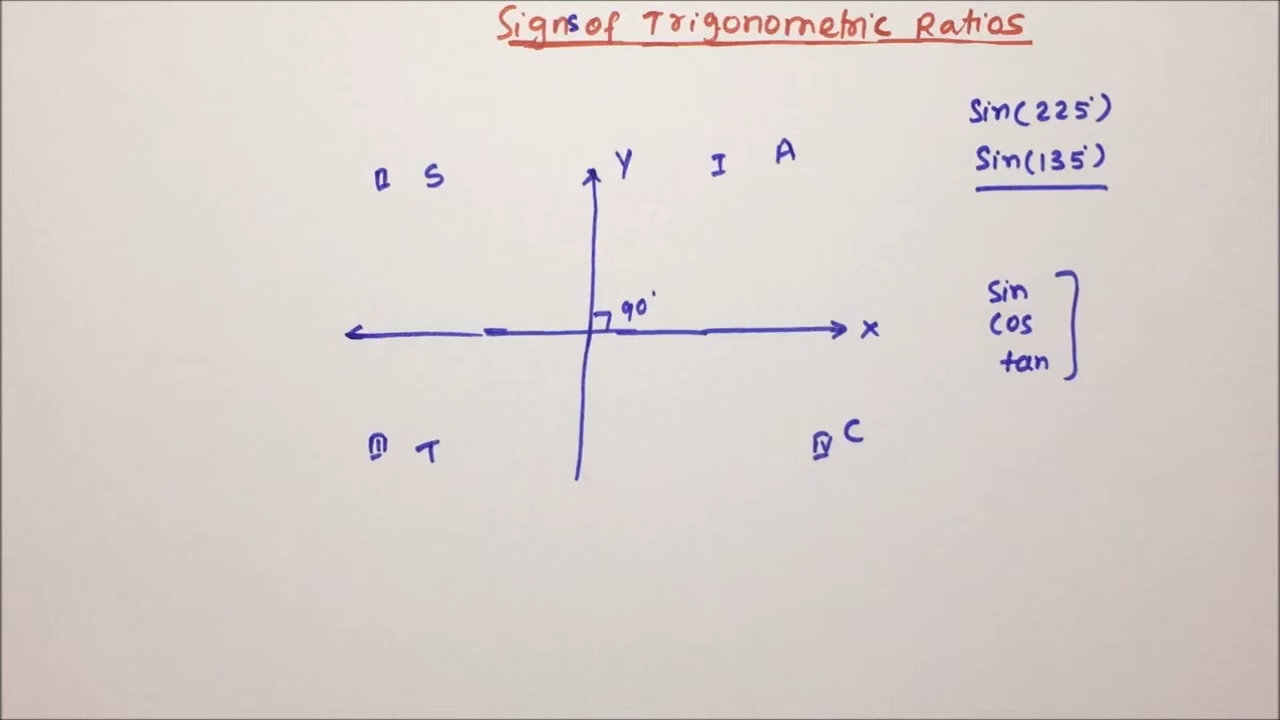 Signs of Trigonometric Ratios
Sin(225°)
Sin(135°)
II S
Y
I A
90°
X
Sin
cos
tan
III T
IV C